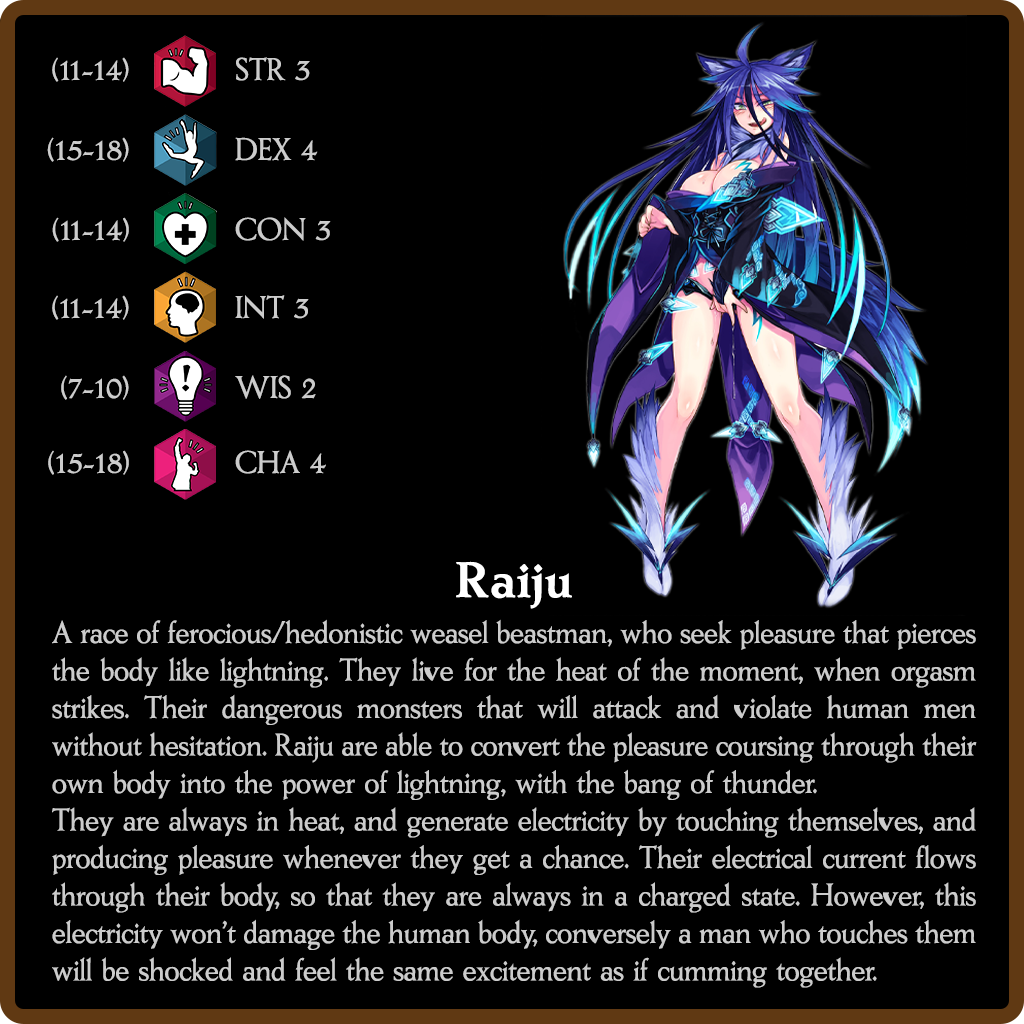 (11-14) STR 3
(15-18) DEX 4
(11-14) CON 3
(11-14) INT 3
(7-10) WIS 2
(15-18) CHA 4
Raiju
A race of ferocious/hedonistic weasel beastman, who seek pleasure that pierces
the body like lightning. They live for the heat of the moment, when orgasm
strikes. Their dangerous monsters that will attack and violate human men
without hesitation. Raiju are able to convert the pleasure coursing through their
own body into the power of lightning, with the bang of thunder.
They are always in heat, and generate electricity by touching themselves, and
producing pleasure whenever they get a chance. Their electrical current flows
through their body, so that they are always in a charged state. However, this
electricity won't damage the human body, conversely a man who touches them
will be shocked and feel the same excitement as if cumming together.